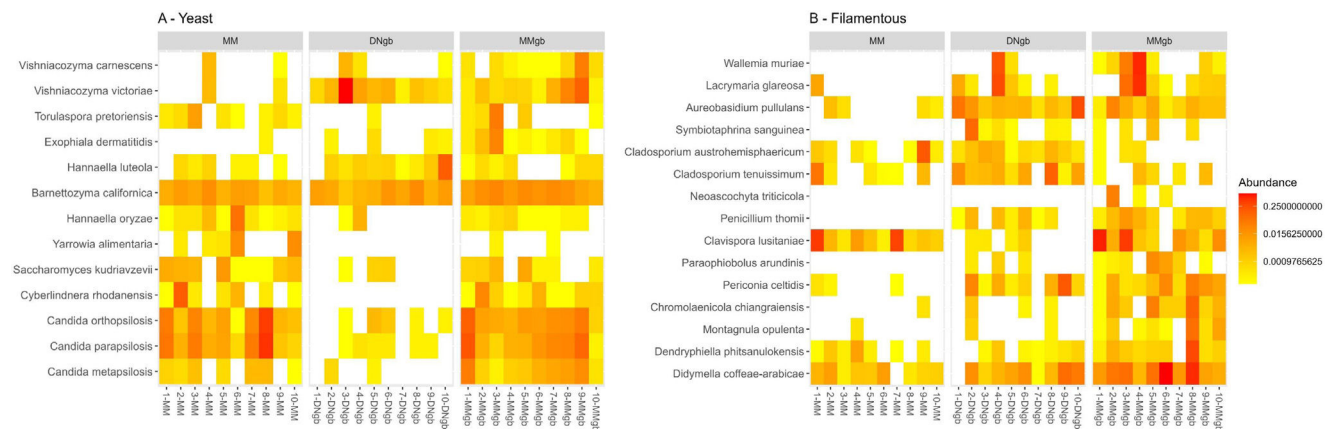 A - Yeast
MM DNgb MMgb
Vishniacozyma carnescens
Vishniacozyma victoriae
Torulaspora pretoriensis
Exophiala dermatitidis
Hannaella luteola
Barnettozyma californica
Hannaella oryzae
Yarrowia alimentaria
Saccharomyces kudriavzevii
Cyberlindnera rhodanensis
Candida orthopsilosis
Candida parapsilosis
Candida metapsilosis
1-MM
2-MM
3-MM
4-MM
5-MM
6-MM
7-MM
8-MM
9-MM
10-MM
1-DNgb
2-DNgb
3-DNgb
4-DNgb
5-DNgb
6-DNgb
7-DNgb
8-DNgb
9-DNgb
10-DNgb
1-MMgb
2-MMgb
3-MMgb
4-MMgb
5-MMgb
6-MMgb
7-MMgb
8-MMgb
9-MMgb
10-MMgb
B - Filamentous
MM DNgb MMgb
Wallemia muriae
Lacrymaria glareosa
Aureobasidium pullulans
Symbiotaphrina sanguinea
Cladosporium austrohemisphaericum
Cladosporium tenuissimum
Neoascochyta triticicola
Penicillium thomii
Clavispora lusitaniae
Paraophiobolus arundinis
Periconia celtidis
Chromolaenicola chiangraiensis
Montagnula opulenta
Dendryphiella phitsanulokensis
Didymella coffeae-arabicae
1-MM
2-MM
3-MM
4-MM
5-MM
6-MM
7-MM
8-MM
9-MM
10-MM
1-DNgb
2-DNgb
3-DNgb
4-DNgb
5-DNgb
6-DNgb
7-DNgb
8-DNgb
9-DNgb
10-DNgb
1-MMgb
2-MMgb
3-MMgb
4-MMgb
5-MMgb
6-MMgb
7-MMgb
8-MMgb
9-MMgb
10-MMgb
Abundance
0.2500000000
0.0156250000
0.0009765625